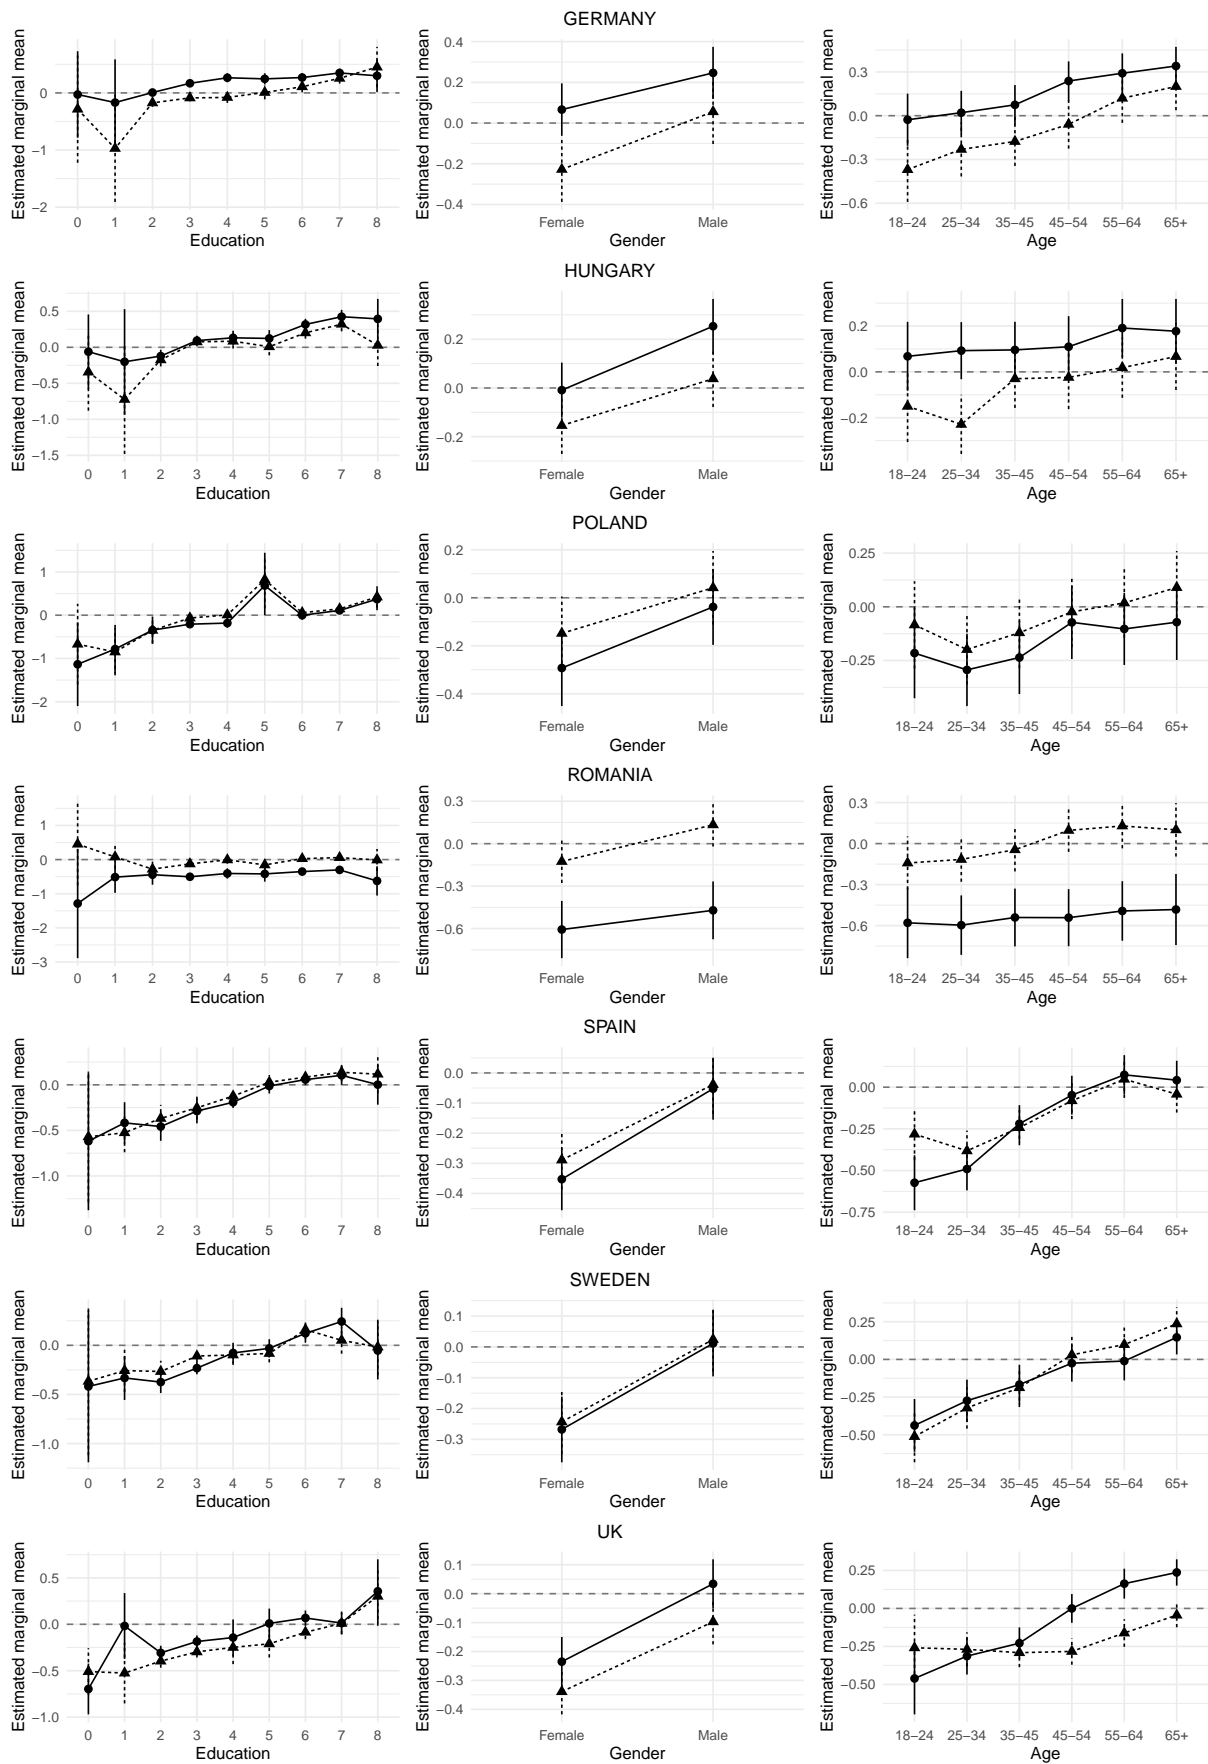 GERMANY
Estimated marginal mean
0
−1
−2
0 1 2 3 4 5 6 7 8
Education
Estimated marginal mean
0.4
0.2
0.0
−0.2
−0.4
Female Male
Gender
Estimated marginal mean
0.3
0.0
−0.3
−0.6
18−24 25−34 35−45 45−54 55−64 65+
Age
HUNGARY
Estimated marginal mean
0.5
0.0
−0.5
−1.0
−1.5
0 1 2 3 4 5 6 7 8
Education
Estimated marginal mean
0.2
0.0
−0.2
Female Male
Gender
Estimated marginal mean
0.2
0.0
−0.2
18−24 25−34 35−45 45−54 55−64 65+
Age
POLAND
Estimated marginal mean
1
0
−1
−2
0 1 2 3 4 5 6 7 8
Education
Estimated marginal mean
0.2
0.0
−0.2
−0.4
Female Male
Gender
Estimated marginal mean
0.25
0.00
−0.25
18−24 25−34 35−45 45−54 55−64 65+
Age
ROMANIA
Estimated marginal mean
1
0
−1
−2
−3
0 1 2 3 4 5 6 7 8
Education
Estimated marginal mean
0.3
0.0
−0.3
−0.6
Female Male
Gender
Estimated marginal mean
0.3
0.0
−0.3
−0.6
18−24 25−34 35−45 45−54 55−64 65+
Age
SPAIN
Estimated marginal mean
0.0
−0.5
−1.0
0 1 2 3 4 5 6 7 8
Education
Estimated marginal mean
0.0
−0.1
−0.2
−0.3
−0.4
Female Male
Gender
Estimated marginal mean
0.00
−0.25
−0.50
−0.75
18−24 25−34 35−45 45−54 55−64 65+
Age
SWEDEN
Estimated marginal mean
0.0
−0.5
−1.0
0 1 2 3 4 5 6 7 8
Education
Estimated marginal mean
0.1
0.0
−0.1
−0.2
−0.3
Female Male
Gender
Estimated marginal mean
0.25
0.00
−0.25
−0.50
18−24 25−34 35−45 45−54 55−64 65+
Age
UK
Estimated marginal mean
0.5
0.0
−0.5
−1.0
0 1 2 3 4 5 6 7 8
Education
Estimated marginal mean
0.1
0.0
−0.1
−0.2
−0.3
−0.4
Female Male
Gender
Estimated marginal mean
0.25
0.00
−0.25
−0.50
18−24 25−34 35−45 45−54 55−64 65+
Age